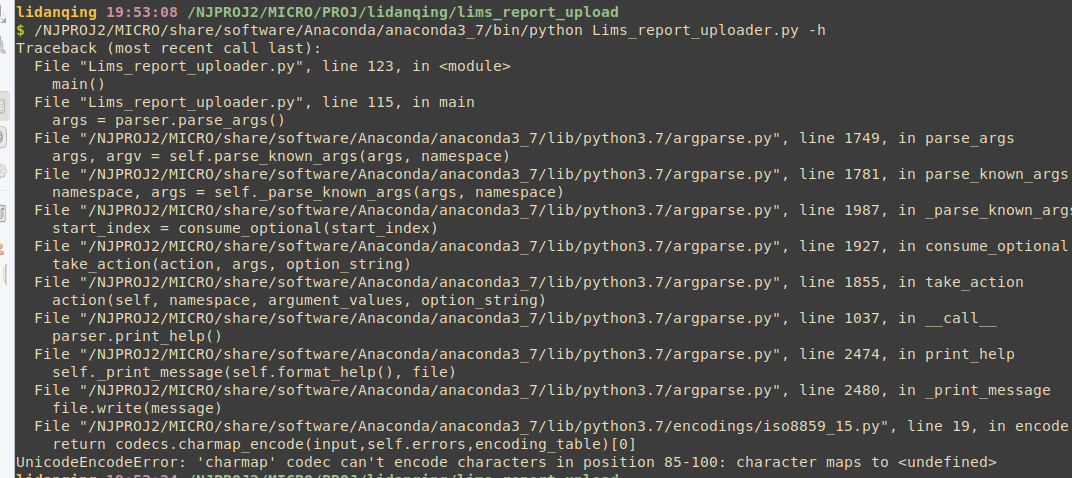 lidanqing 19:53:08 /NJPROJ2/MICRO/PROJ/lidanqing/lims_report_upload
$ /NJPROJ2/MICRO/share/software/Anaconda/anaconda3_7/bin/python Lims_report_uploader.py -h
Traceback (most recent call last):
  File "Lims_report_uploader.py", line 123, in <module>
    main()
  File "Lims_report_uploader.py", line 115, in main
    args = parser.parse_args()
  File "/NJPROJ2/MICRO/share/software/Anaconda/anaconda3_7/lib/python3.7/argparse.py", line 1749, in parse_args
    args, argv = self.parse_known_args(args, namespace)
  File "/NJPROJ2/MICRO/share/software/Anaconda/anaconda3_7/lib/python3.7/argparse.py", line 1781, in parse_known_args
    namespace, args = self._parse_known_args(args, namespace)
  File "/NJPROJ2/MICRO/share/software/Anaconda/anaconda3_7/lib/python3.7/argparse.py", line 1987, in _parse_known_args
    start_index = consume_optional(start_index)
  File "/NJPROJ2/MICRO/share/software/Anaconda/anaconda3_7/lib/python3.7/argparse.py", line 1927, in consume_optional
    take_action(action, args, option_string)
  File "/NJPROJ2/MICRO/share/software/Anaconda/anaconda3_7/lib/python3.7/argparse.py", line 1855, in take_action
    action(self, namespace, argument_values, option_string)
  File "/NJPROJ2/MICRO/share/software/Anaconda/anaconda3_7/lib/python3.7/argparse.py", line 1037, in __call__
    parser.print_help()
  File "/NJPROJ2/MICRO/share/software/Anaconda/anaconda3_7/lib/python3.7/argparse.py", line 2474, in print_help
    self._print_message(self.format_help(), file)
  File "/NJPROJ2/MICRO/share/software/Anaconda/anaconda3_7/lib/python3.7/argparse.py", line 2480, in _print_message
    file.write(message)
  File "/NJPROJ2/MICRO/share/software/Anaconda/anaconda3_7/lib/python3.7/encodings/iso8859_15.py", line 19, in encode
    return codecs.charmap_encode(input,self.errors,encoding_table)[0]
UnicodeEncodeError: 'charmap' codec can't encode characters in position 85-100: character maps to <undefined>